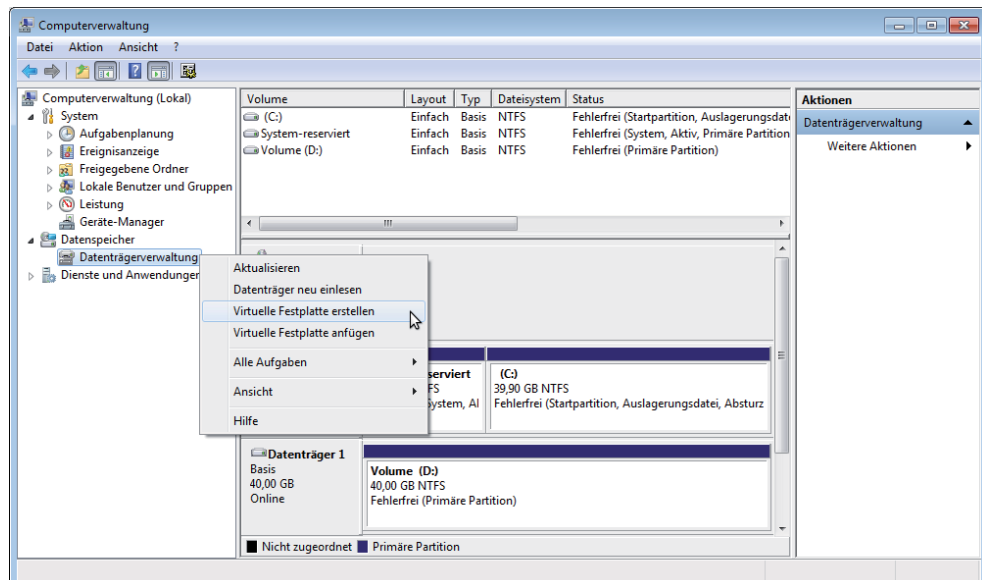 Computerverwaltung
Datei Aktion Ansicht ?
Computerverwaltung (Lokal)
System
Aufgabenplanung
Ereignisanzeige
Freigegebene Ordner
Lokale Benutzer und Gruppen
Leistung
Geräte-Manager
Datenspeicher
Datenträgerverwaltung
Dienste und Anwendungen
Volume Layout Typ Dateisystem Status
(C:) Einfach Basis NTFS Fehlerfrei (Startpartition, Auslagerungsdat
System-reserviert Einfach Basis NTFS Fehlerfrei (System, Aktiv, Primäre Partition
Volume (D:) Einfach Basis NTFS Fehlerfrei (Primäre Partition)
Aktionen
Datenträgerverwaltung
Weitere Aktionen
Aktualisieren
Datenträger neu einlesen
Virtuelle Festplatte erstellen
Virtuelle Festplatte anfügen
Alle Aufgaben
Ansicht
Hilfe
serviert
FS
System, Al
(C:)
39,90 GB NTFS
Fehlerfrei (Startpartition, Auslagerungsdatei, Absturz
Datenträger 1
Basis
40,00 GB
Online
Volume (D:)
40,00 GB NTFS
Fehlerfrei (Primäre Partition)
Nicht zugeordnet Primäre Partition